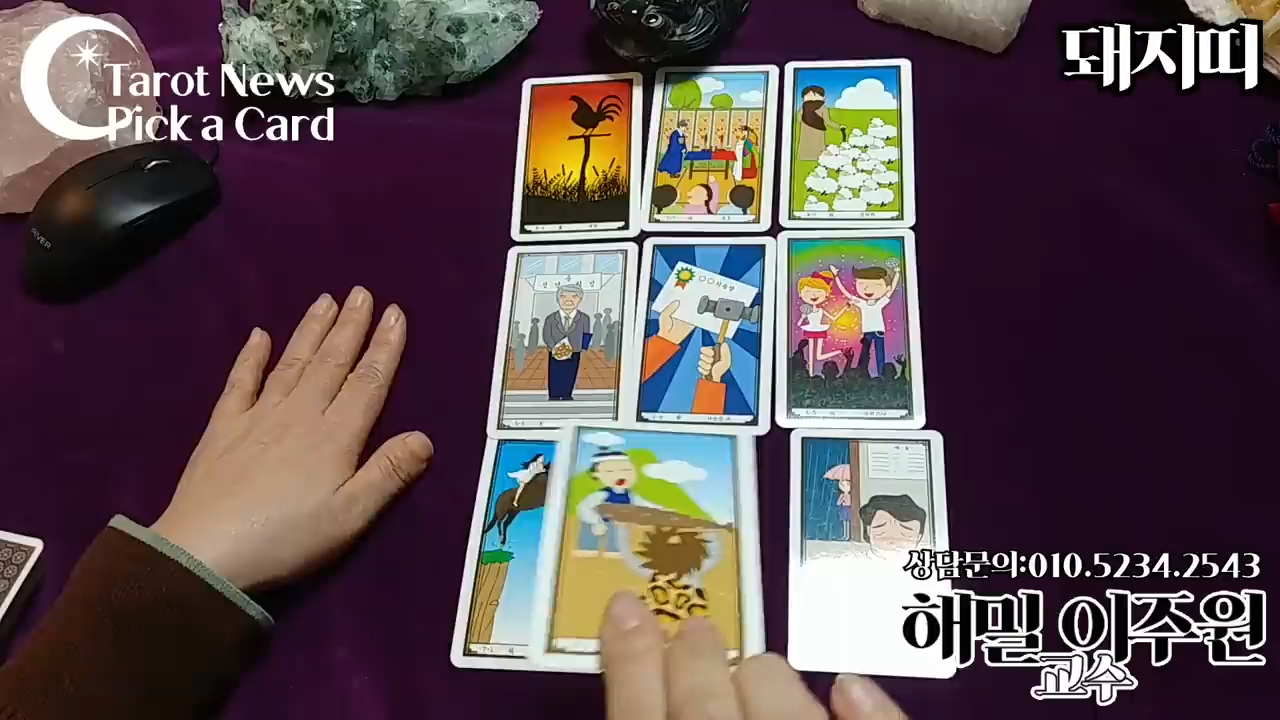 Tarot News
Pick a Card
돼지띠
상담문의:010.5234.2543
해밀 이주원
교수